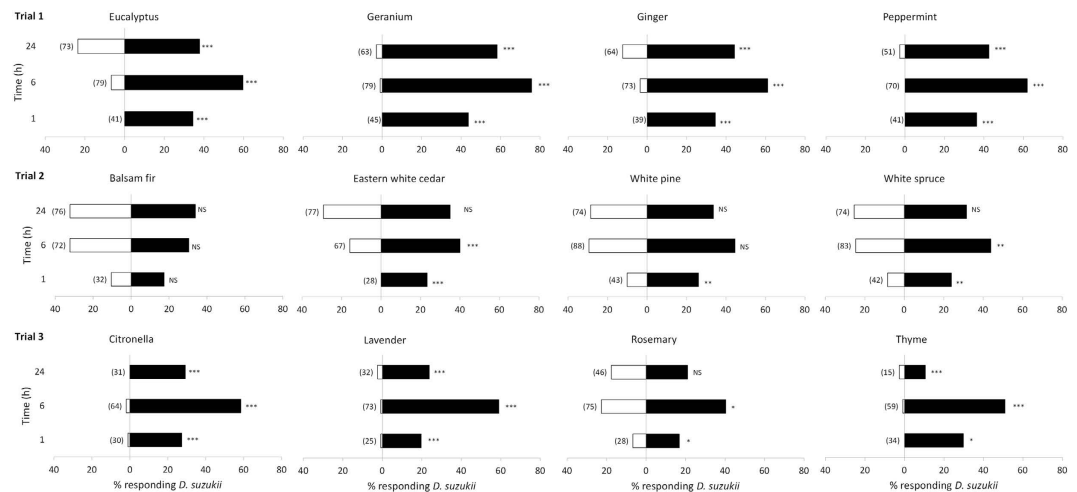 Trial 1
Eucalyptus Geranium Ginger Peppermint
24 (73) *** (63) *** (64) *** (51) ***
Time (h)
6 (79) *** (79) *** (73) *** (70) ***
1 (41) *** (45) *** (39) *** (41) ***
40 20 0 20 40 60 80 40 20 0 20 40 60 80 40 20 0 20 40 60 80 40 20 0 20 40 60 80
Trial 2
Balsam fir Eastern white cedar White pine White spruce
24 (76) NS (77) NS (74) NS (74) NS
Time (h)
6 (72) NS 67) *** (88) NS (83) **
1 (32) NS (28) *** (43) ** (42) **
40 20 0 20 40 60 80 40 20 0 20 40 60 80 40 20 0 20 40 60 80 40 20 0 20 40 60 80
Trial 3
Citronella Lavender Rosemary Thyme
24 (31) *** (32) *** (46) NS (15) ***
Time (h)
6 (64) *** (73) *** (75) * (59) ***
1 (30) *** (25) *** (28) * (34) *
40 20 0 20 40 60 80 40 20 0 20 40 60 80 40 20 0 20 40 60 80 40 20 0 20 40 60 80
% responding D. suzukii % responding D. suzukii % responding D. suzukii % responding D. suzukii